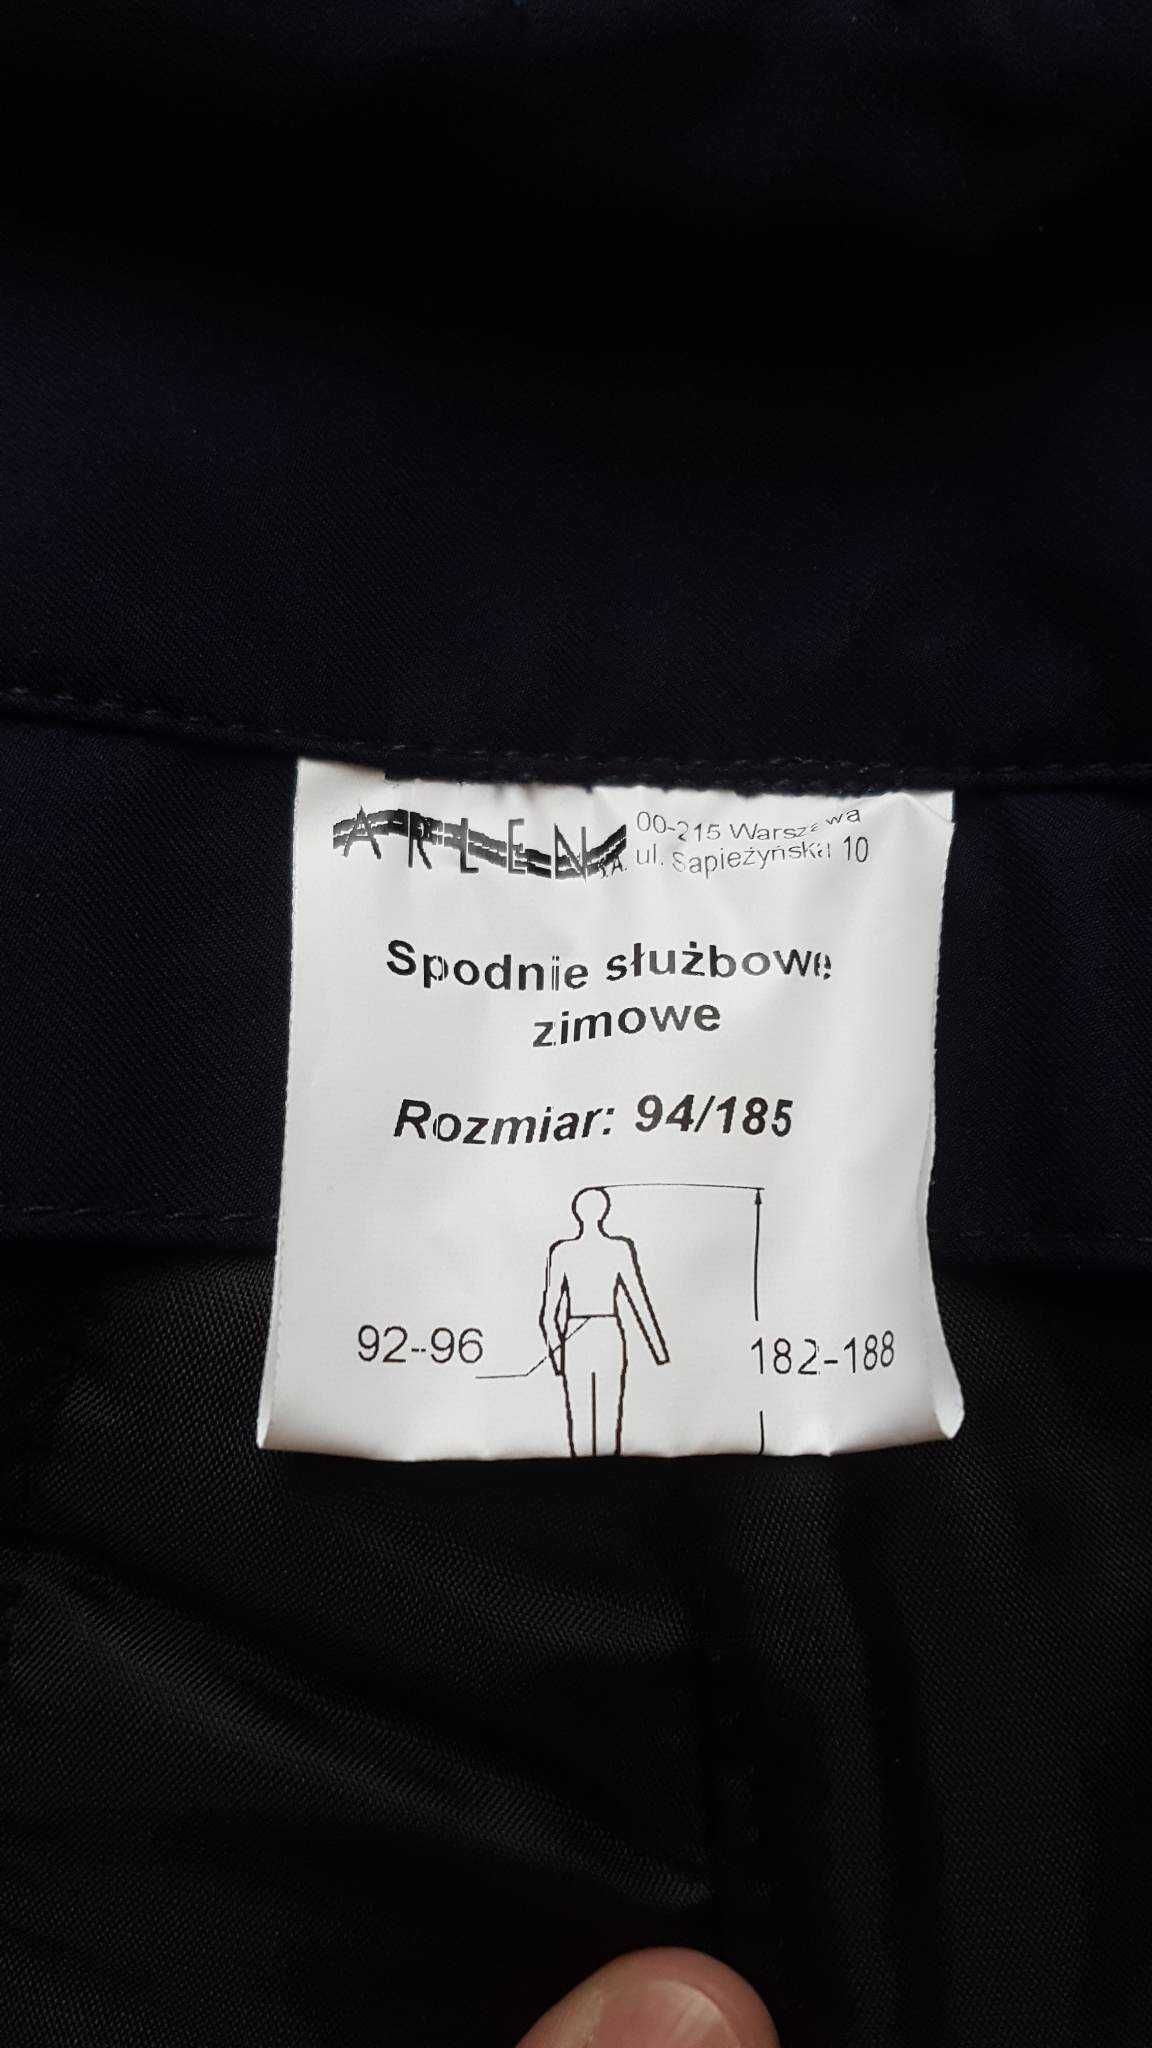 ARLEN S.A.
00-215 Warszawa
ul. Sapieżyńska 10
Spodnie służbowe
zimowe
Rozmiar: 94/185
92-96
182-188